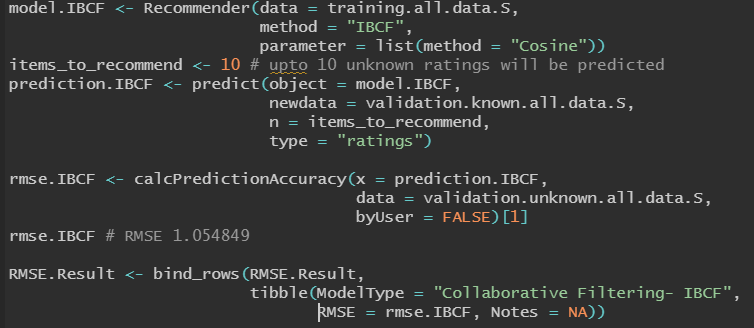 model.IBCF <- Recommender(data = training.all.data.S,
method = "IBCF",
parameter = list(method = "Cosine"))
items_to_recommend <- 10 # upto 10 unknown ratings will be predicted
prediction.IBCF <- predict(object = model.IBCF,
newdata = validation.known.all.data.S,
n = items_to_recommend,
type = "ratings")
rmse.IBCF <- calcPredictionAccuracy(x = prediction.IBCF,
data = validation.unknown.all.data.S,
byUser = FALSE)[1]
rmse.IBCF # RMSE 1.054849
RMSE.Result <- bind_rows(RMSE.Result,
tibble(ModelType = "Collaborative Filtering- IBCF",
RMSE = rmse.IBCF, Notes = NA))